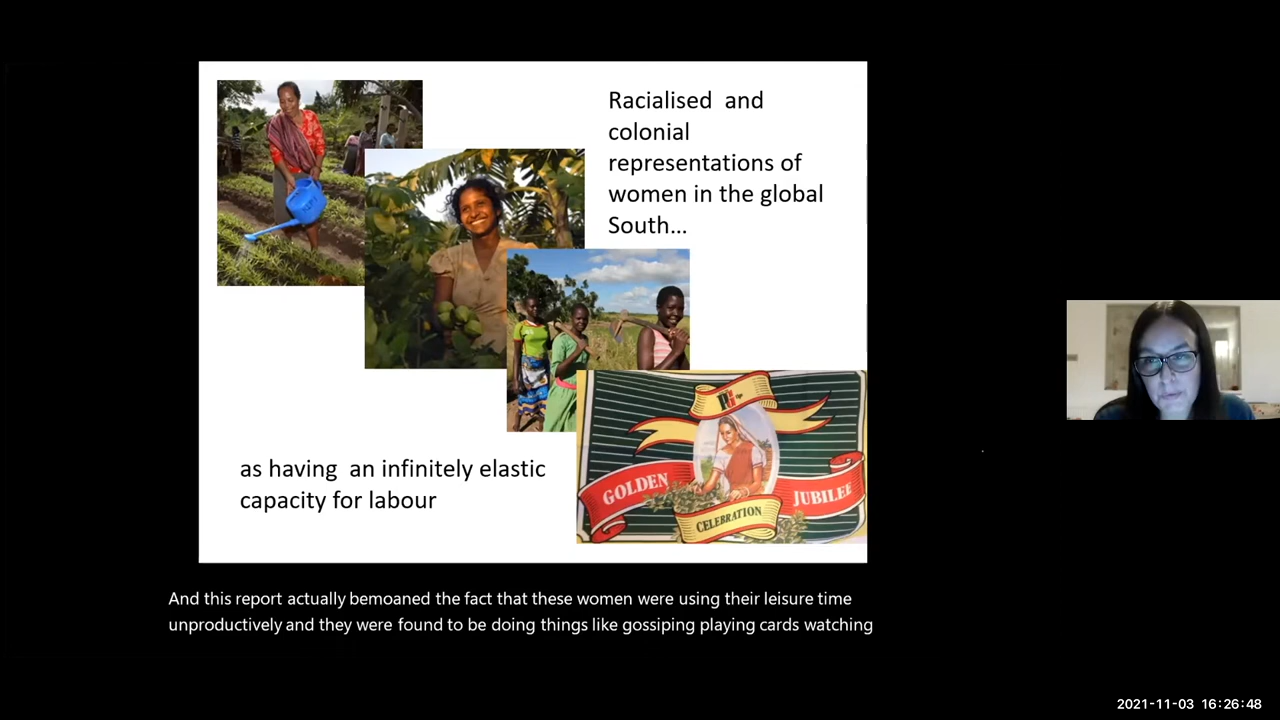 Racialised and
colonial
representations of
women in the global
South...
as having an infinitely elastic
capacity for labour
GOLDEN
JUBILEE
CELEBRATION
And this report actually bemoaned the fact that these women were using their leisure time
unproductively and they were found to be doing things like gossiping playing cards watching
2021-11-03 16:26:48